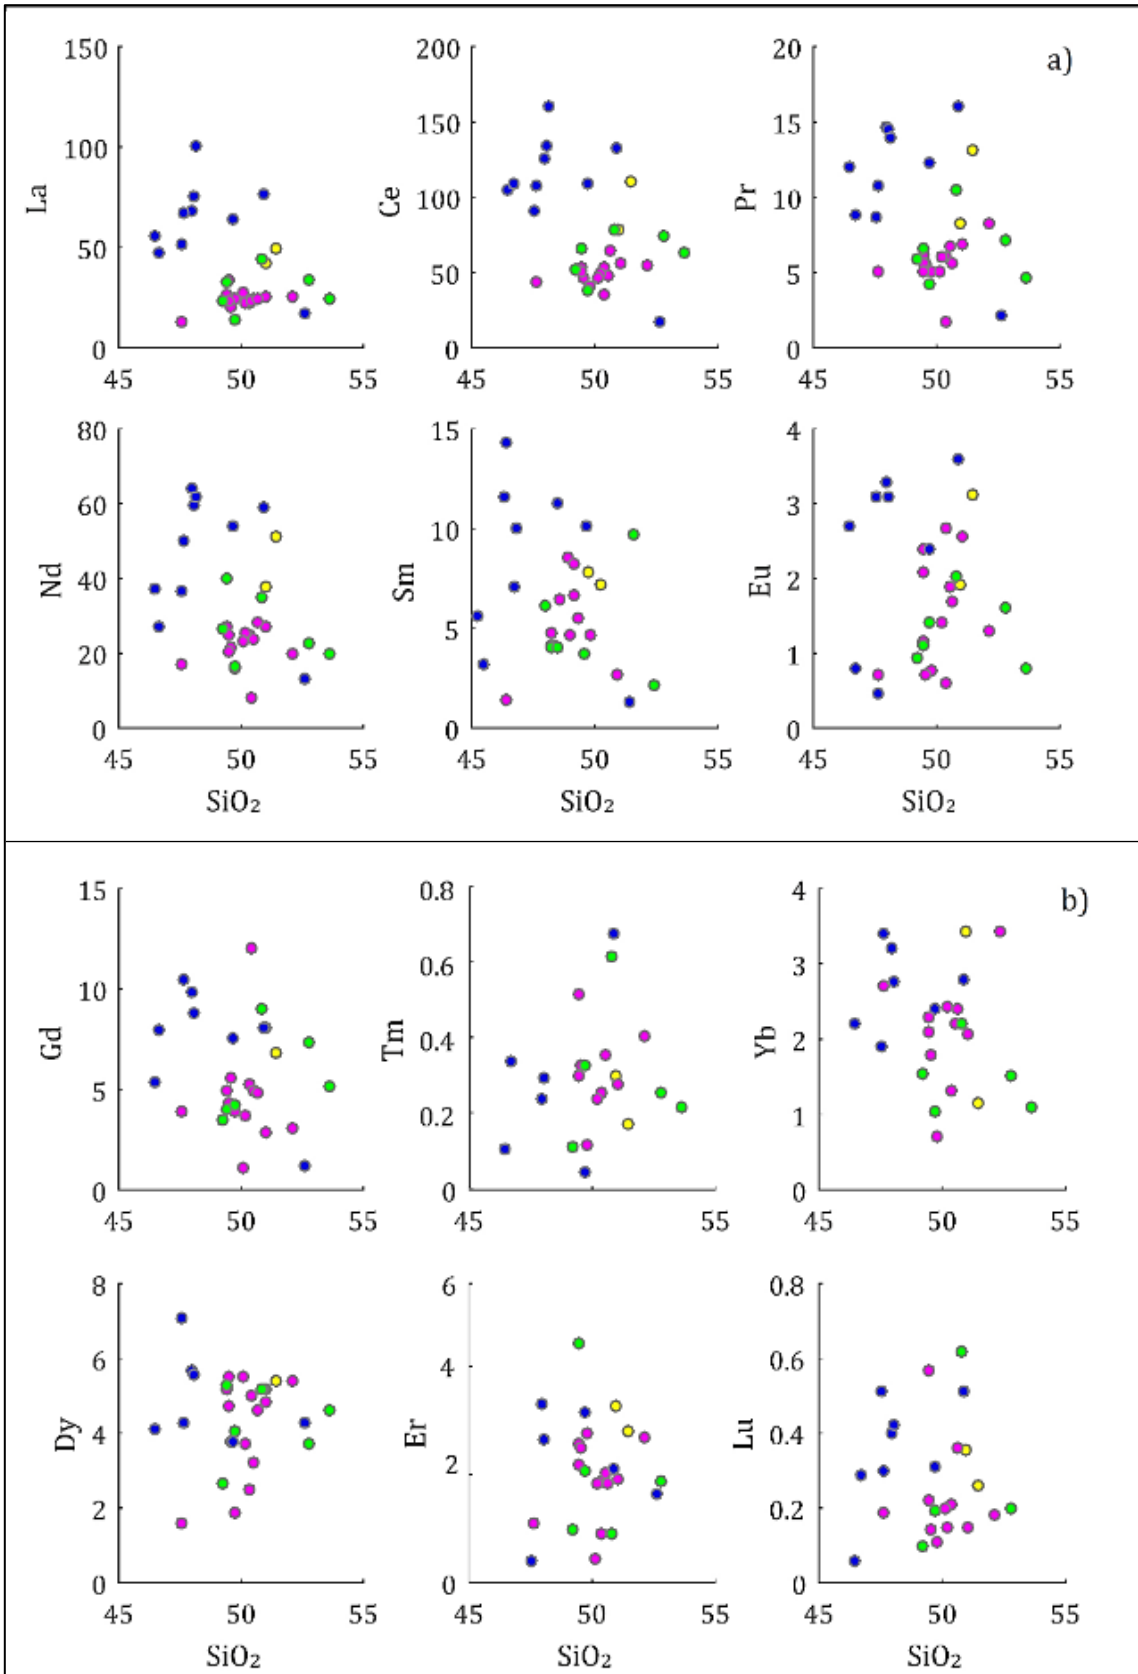 a)
150 200 20
La Ce Pr
100 150 15
50 100 10
0 50 5
0 0
45 50 55 45 50 55 45 50 55
80 15 4
60 10 3
Nd Sm Eu
40 5 2
20 0 1
0 0
45 50 55 45 50 55 45 50 55
SiO₂ SiO₂ SiO₂
b)
15 0.8 4
10 0.6 3
Gd Tm Yb
5 0.4 2
0 0.2 1
0 0
45 50 55 45 55 45 50 55
8 6 0.8
6 4 0.6
Dy Er Lu
4 2 0.4
2 0 0.2
0 0
45 50 55 45 50 55 45 50 55
SiO₂ SiO₂ SiO₂